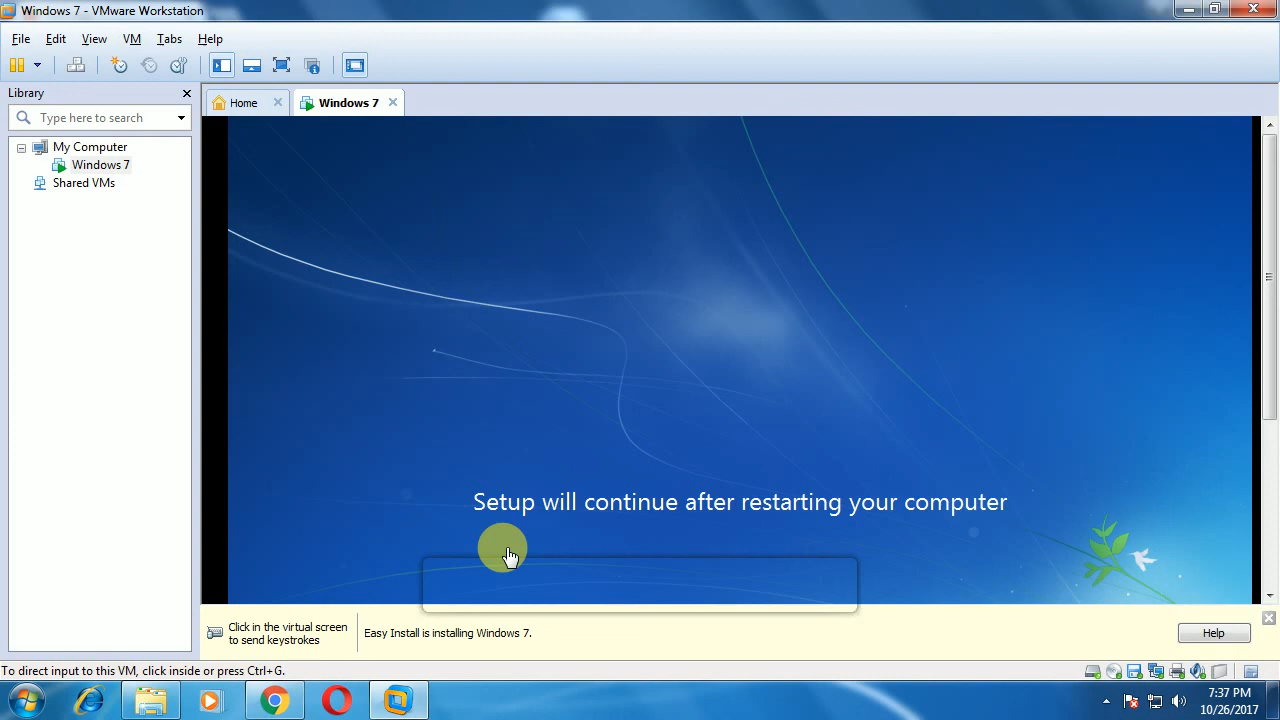 Windows 7 - VMware Workstation
File Edit View VM Tabs Help
Library
Home
Windows 7
Type here to search
My Computer
Windows 7
Shared VMs
Setup will continue after restarting your computer
Click in the virtual screen
to send keystrokes
Easy Install is installing Windows 7.
Help
To direct input to this VM, click inside or press Ctrl+G.
7:37 PM
10/26/2017